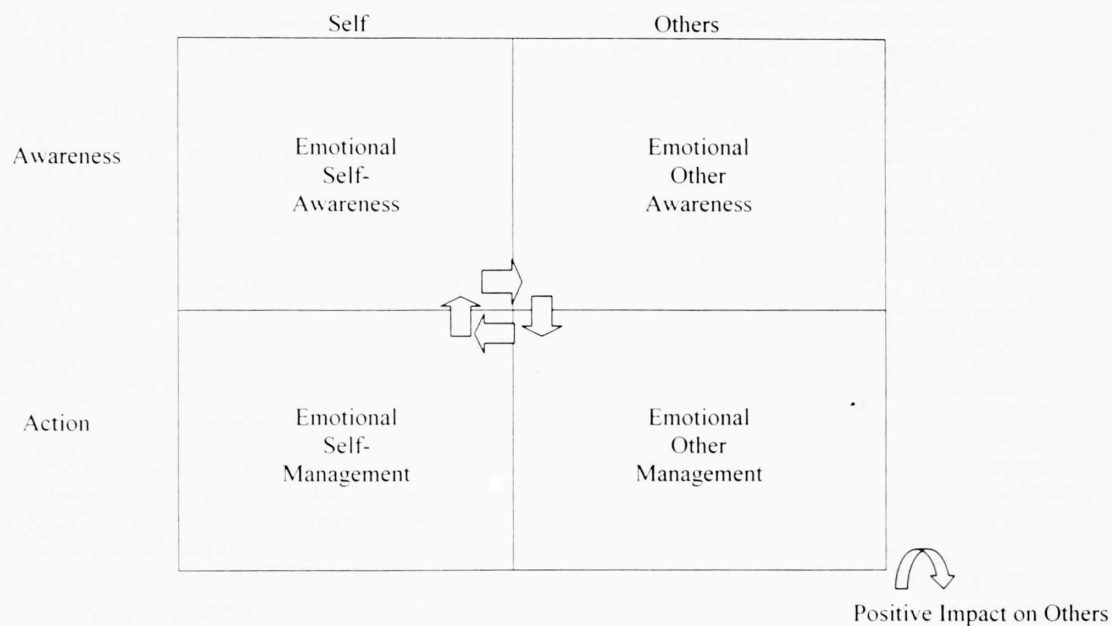 Self
Others
Awareness
Emotional
Self-
Awareness
Emotional
Other
Awareness
Action
Emotional
Self-
Management
Emotional
Other
Management
Positive Impact on Others